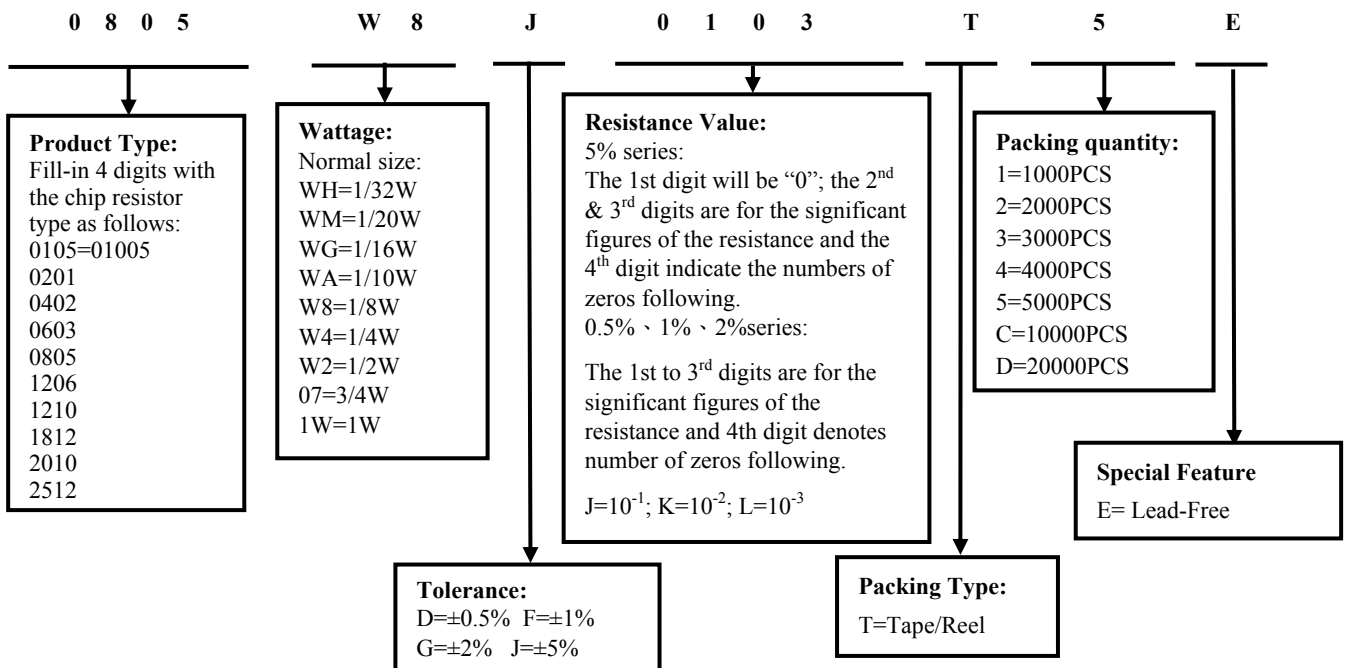 0 8 0 5 W 8 J 0 1 0 3 T 5 E
Product Type:
Fill-in 4 digits with
the chip resistor
type as follows:
0105=01005
0201
0402
0603
0805
1206
1210
1812
2010
2512
Wattage:
Normal size:
WH=1/32W
WM=1/20W
WG=1/16W
WA=1/10W
W8=1/8W
W4=1/4W
W2=1/2W
07=3/4W
1W=1W
Tolerance:
D=±0.5% F=±1%
G=±2% J=±5%
Resistance Value:
5% series:
The 1st digit will be “0”; the 2nd
& 3rd digits are for the significant
figures of the resistance and the
4th digit indicate the numbers of
zeros following.
0.5%、1%、2%series:
The 1st to 3rd digits are for the
significant figures of the
resistance and 4th digit denotes
number of zeros following.
J=10-1; K=10-2; L=10-3
Packing Type:
T=Tape/Reel
Packing quantity:
1=1000PCS
2=2000PCS
3=3000PCS
4=4000PCS
5=5000PCS
C=10000PCS
D=20000PCS
Special Feature
E= Lead-Free